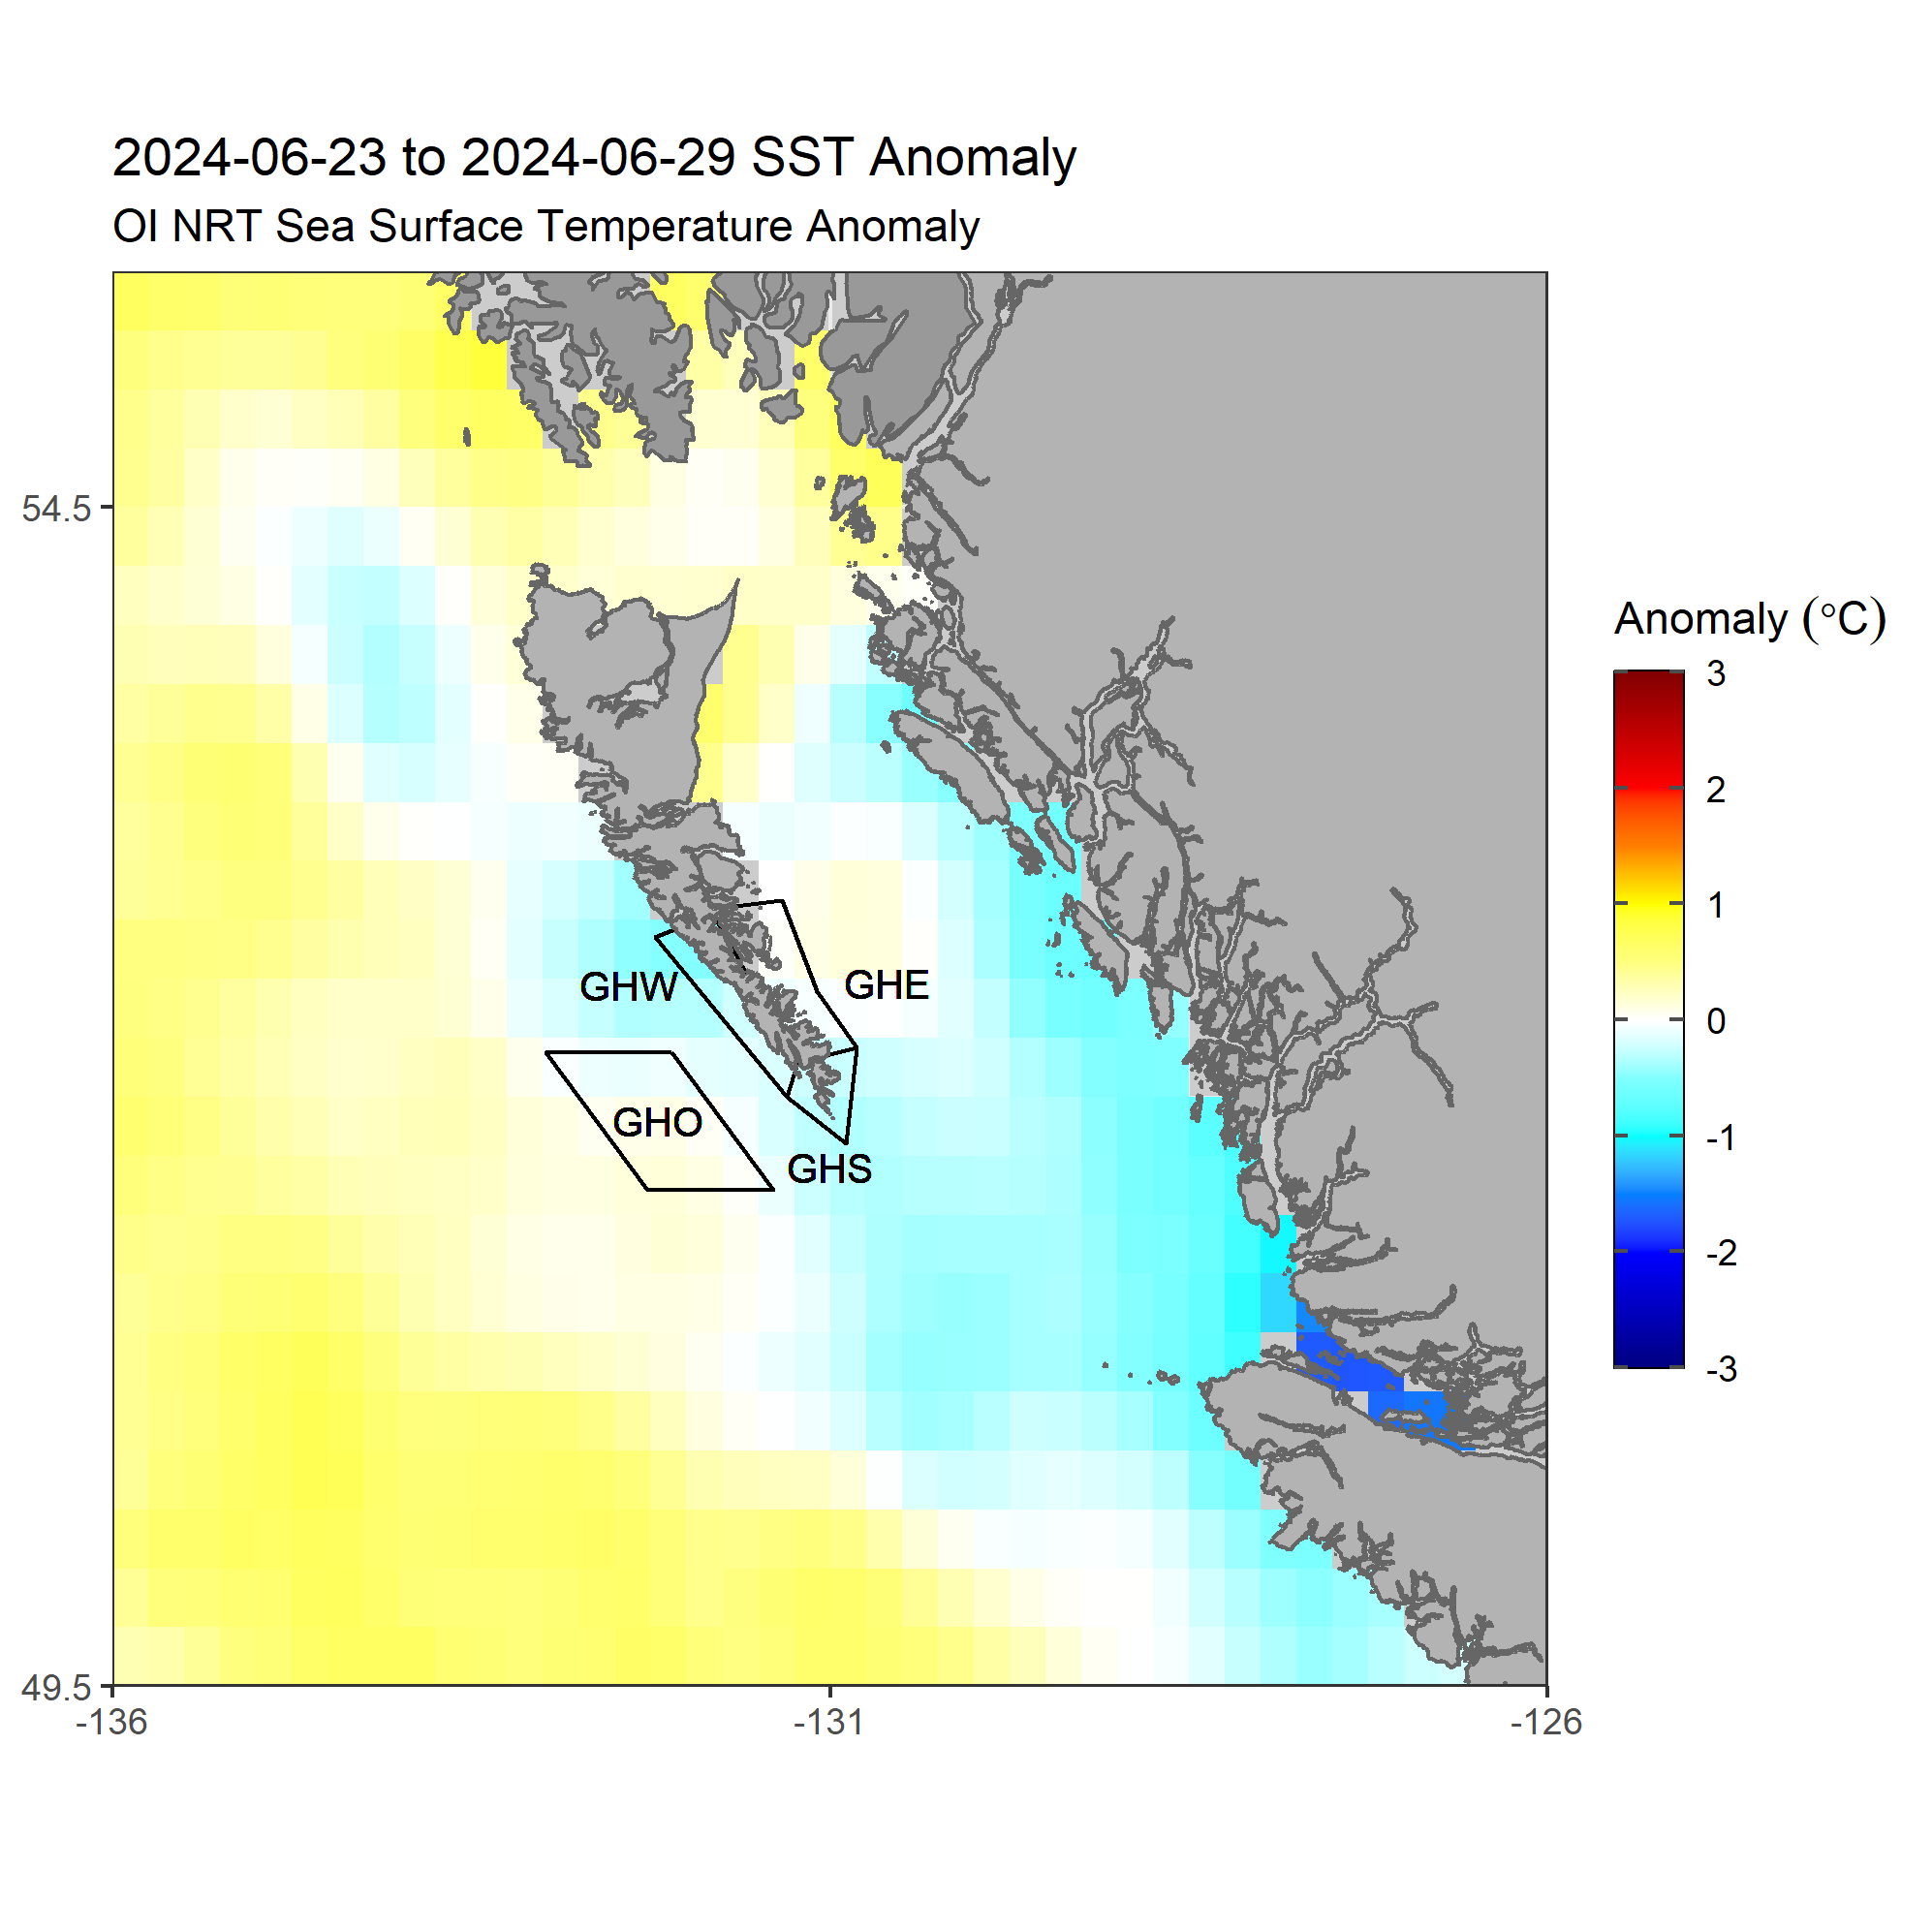 2024-06-23 to 2024-06-29 SST Anomaly
OI NRT Sea Surface Temperature Anomaly
54.5
49.5
-136
-131
-126
GHW
GHE
GHO
GHS
Anomaly (°C)
3
2
1
0
-1
-2
-3